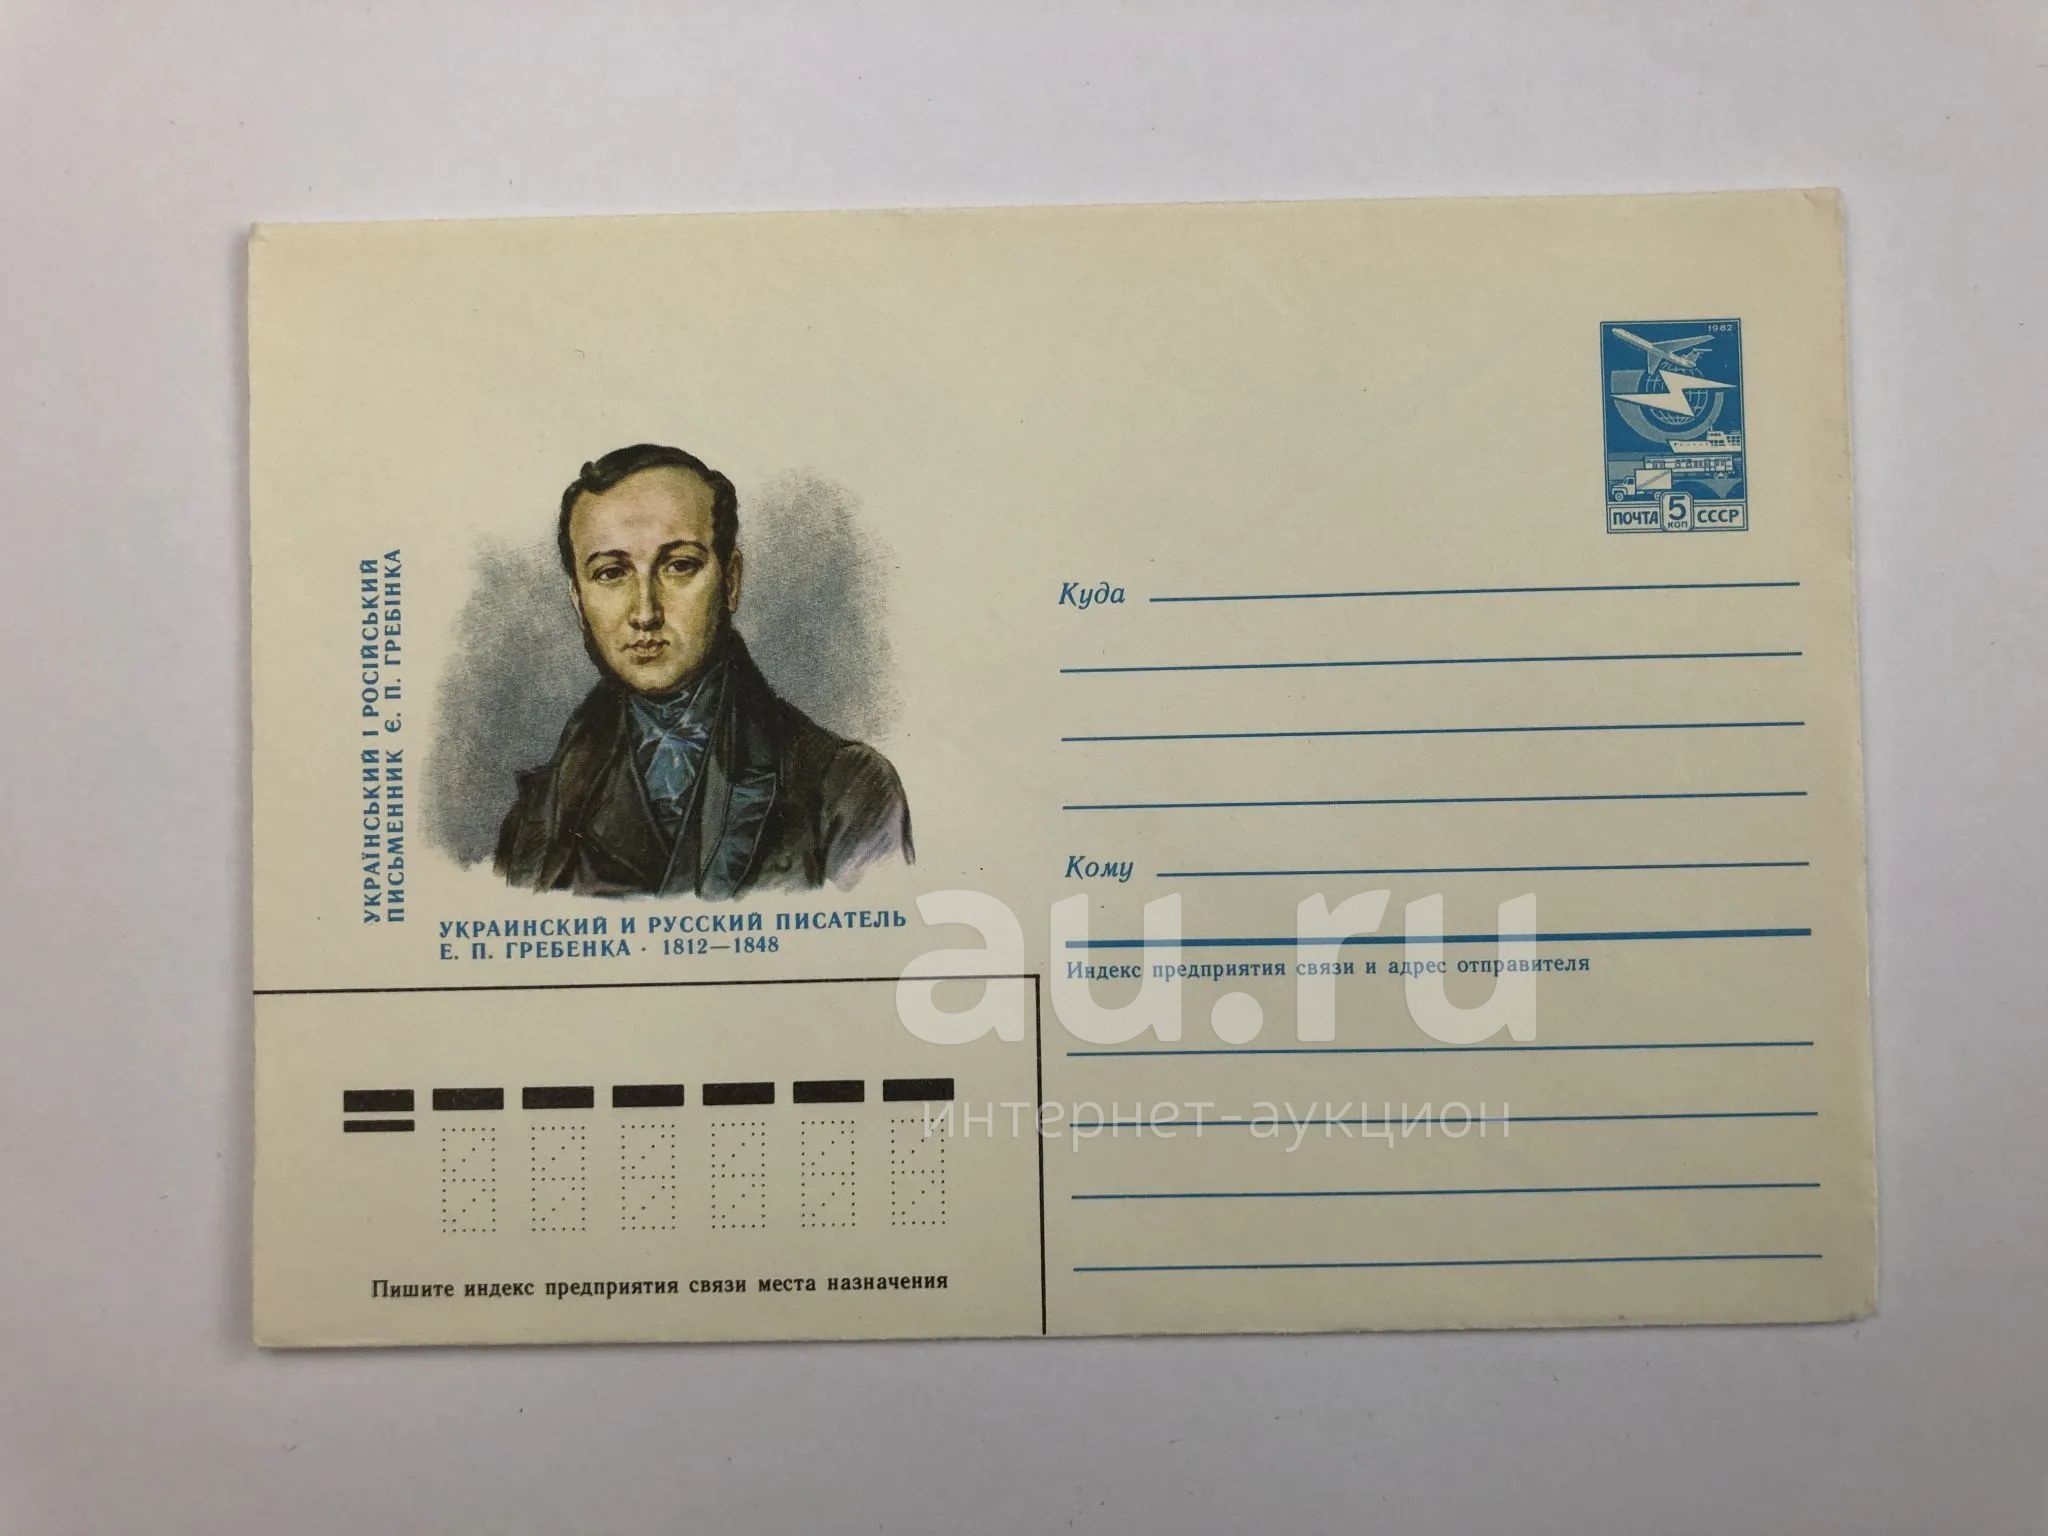 1982
ПОЧТА 5 КОП СССР
УКРАЇНСЬКИЙ І РОСІЙСЬКИЙ
ПИСЬМЕННИК Є. П. ГРЕБІНКА
УКРАИНСКИЙ И РУССКИЙ ПИСАТЕЛЬ
Е. П. ГРЕБЕНКА · 1812—1848
Куда
Кому
Индекс предприятия связи и адрес отправителя
au.ru
интернет-аукцион
Пишите индекс предприятия связи места назначения